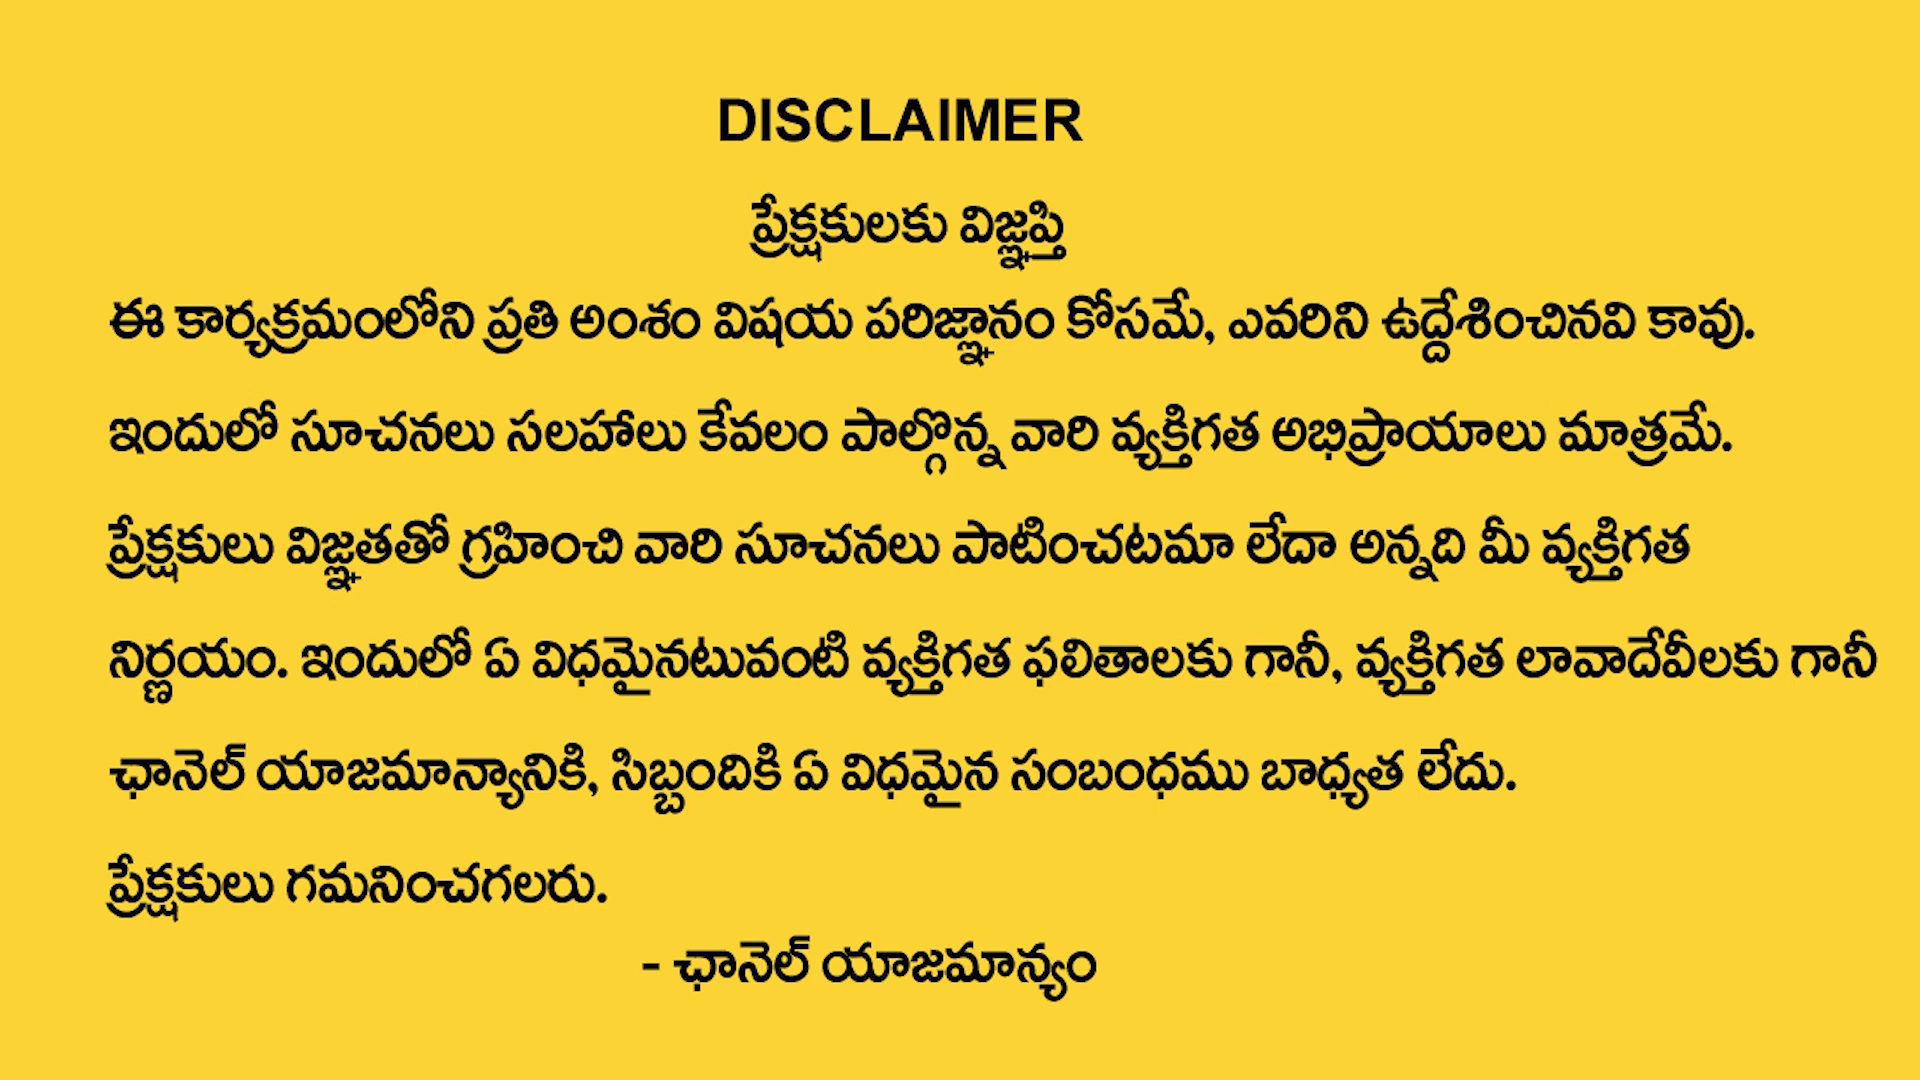 DISCLAIMER
ప్రేక్షకులకు విజ్ఞప్తి
ఈ కార్యక్రమంలోని ప్రతి అంశం విషయ పరిజ్ఞానం కోసమే, ఎవరిని ఉద్దేశించినవి కావు.
ఇందులో సూచనలు సలహాలు కేవలం పాల్గొన్న వారి వ్యక్తిగత అభిప్రాయాలు మాత్రమే.
ప్రేక్షకులు విజ్ఞతతో గ్రహించి వారి సూచనలు పాటించటమా లేదా అన్నది మీ వ్యక్తిగత
నిర్ణయం. ఇందులో ఏ విధమైనటువంటి వ్యక్తిగత ఫలితాలకు గానీ, వ్యక్తిగత లావాదేవీలకు గానీ
ఛానెల్ యాజమాన్యానికి, సిబ్బందికి ఏ విధమైన సంబంధము బాధ్యత లేదు.
ప్రేక్షకులు గమనించగలరు.
- ఛానెల్ యాజమాన్యం